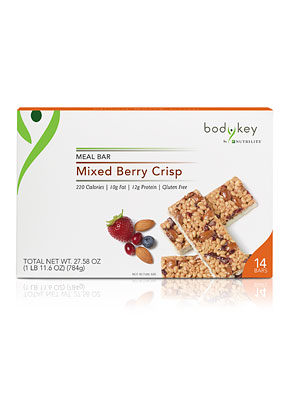 bodykey
by NUTRILITE
MEAL BAR
Mixed Berry Crisp
220 Calories | 10g Fat | 12g Protein | Gluten Free
TOTAL NET WT. 27.58 OZ
(1 LB 11.6 OZ) (784g)
14
BARS